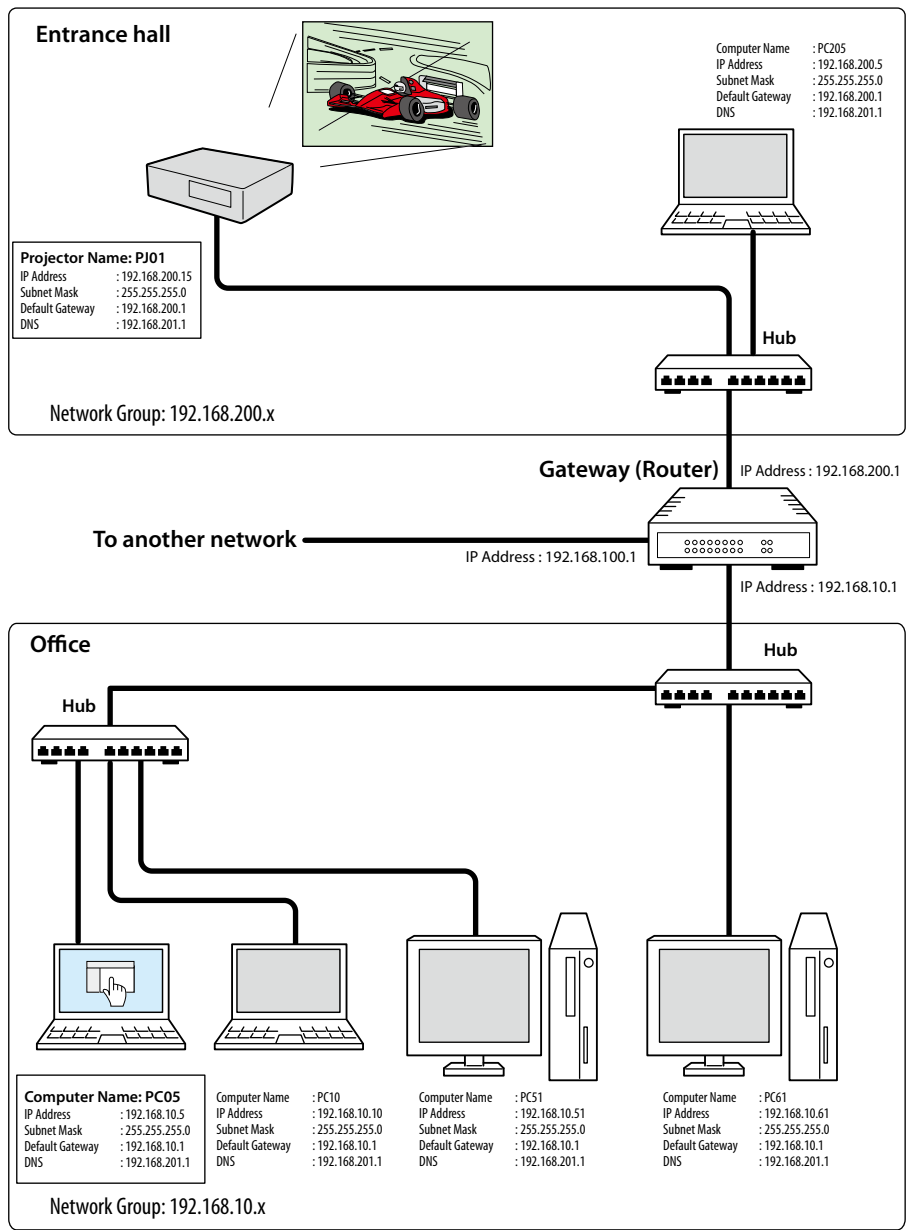 Entrance hall
Computer Name : PC205
IP Address : 192.168.200.5
Subnet Mask : 255.255.255.0
Default Gateway : 192.168.200.1
DNS : 192.168.201.1
Projector Name: PJ01
IP Address : 192.168.200.15
Subnet Mask : 255.255.255.0
Default Gateway : 192.168.200.1
DNS : 192.168.201.1
Hub
Network Group: 192.168.200.x
Gateway (Router)
IP Address : 192.168.200.1
To another network
IP Address : 192.168.100.1
IP Address : 192.168.10.1
Office
Hub
Hub
Computer Name: PC05
IP Address : 192.168.10.5
Subnet Mask : 255.255.255.0
Default Gateway : 192.168.10.1
DNS : 192.168.201.1
Computer Name : PC10
IP Address : 192.168.10.10
Subnet Mask : 255.255.255.0
Default Gateway : 192.168.10.1
DNS : 192.168.201.1
Computer Name : PC51
IP Address : 192.168.10.51
Subnet Mask : 255.255.255.0
Default Gateway : 192.168.10.1
DNS : 192.168.201.1
Computer Name : PC61
IP Address : 192.168.10.61
Subnet Mask : 255.255.255.0
Default Gateway : 192.168.10.1
DNS : 192.168.201.1
Network Group: 192.168.10.x